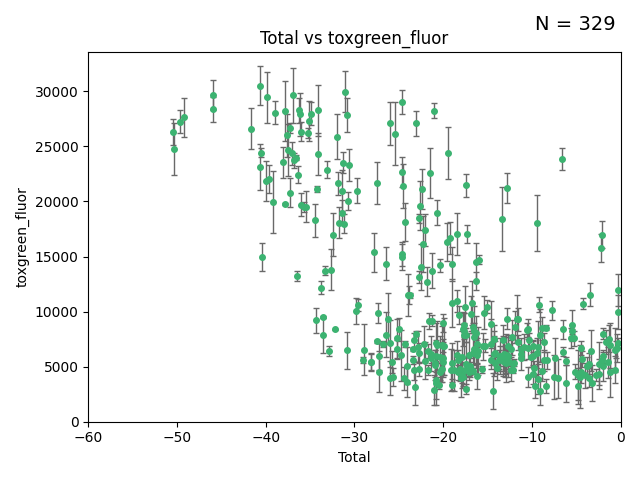 N = 329
Total vs toxgreen_fluor
toxgreen_fluor
30000
25000
20000
15000
10000
5000
0
−60 −50 −40 −30 −20 −10 0
Total